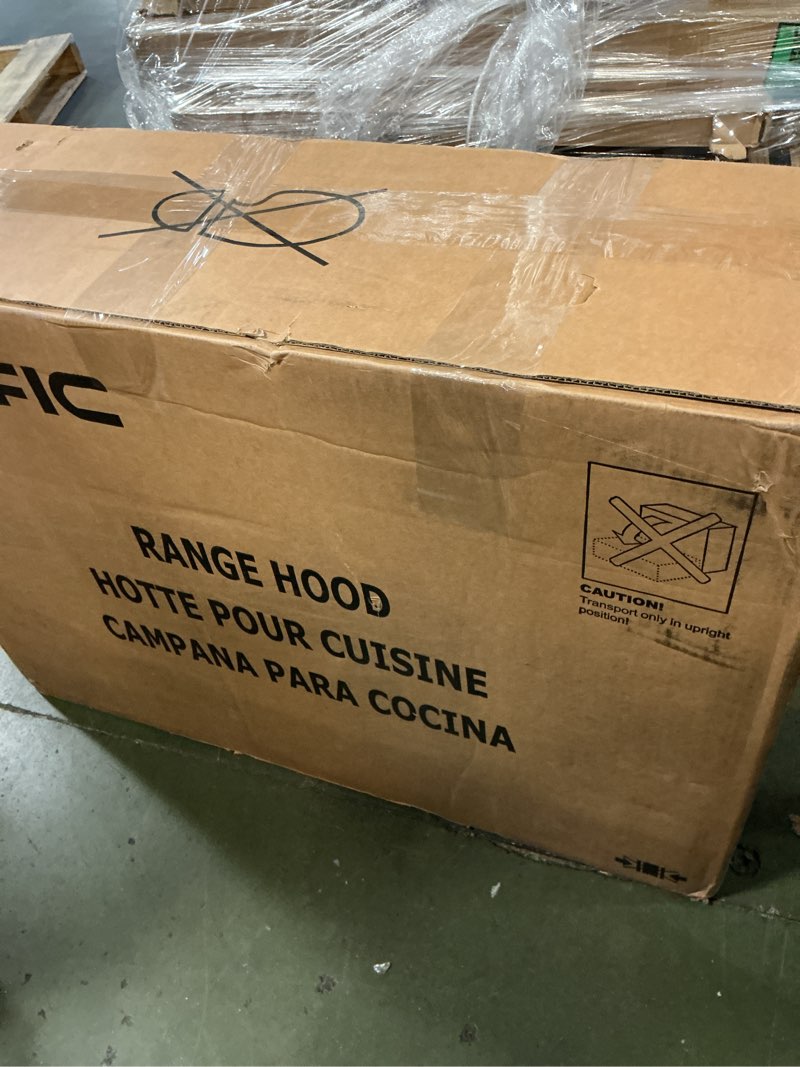 FIC
RANGE HOOD
HOTTE POUR CUISINE
CAMPANA PARA COCINA
CAUTION!
Transport only in upright
position!